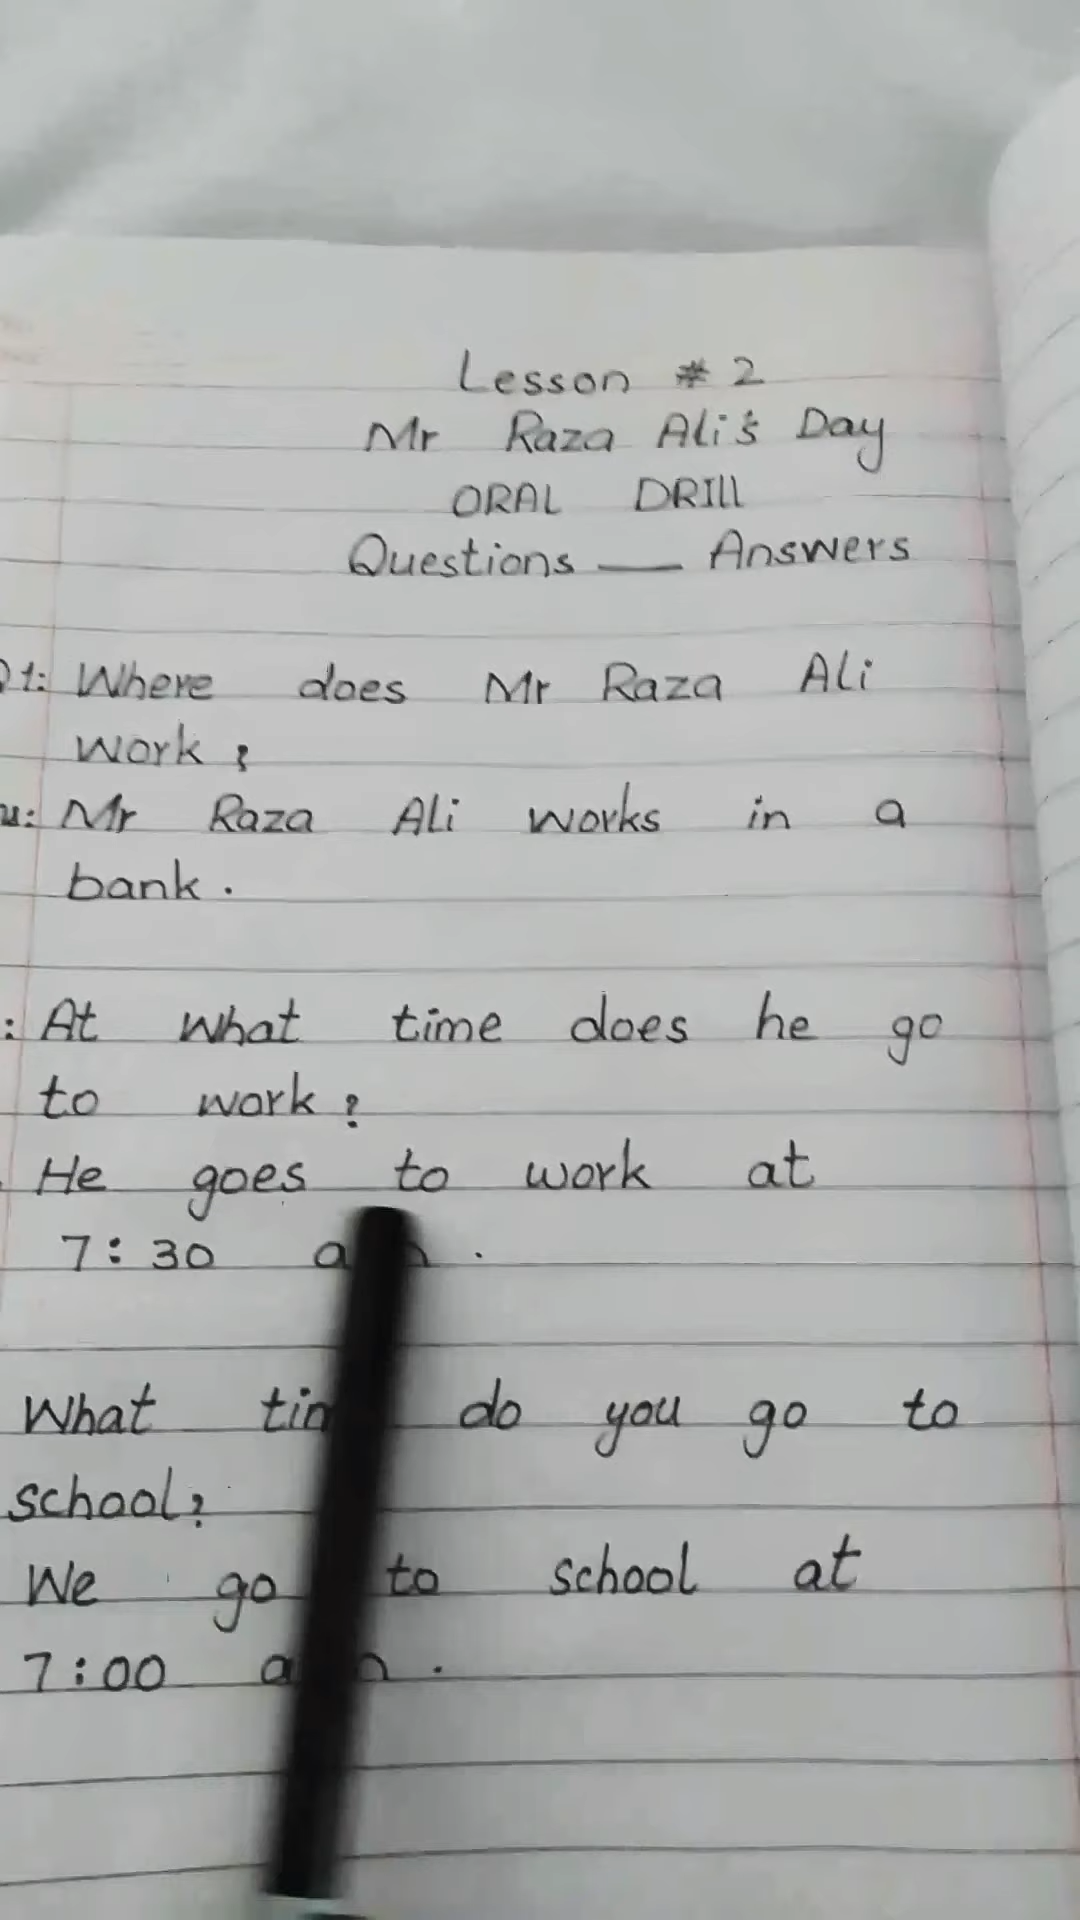 Lesson # 2
Mr Raza Ali's Day
ORAL DRIll
Questions — Answers
1: Where does Mr Raza Ali
work?
Mr Raza Ali works in a
bank.
: At what time does he go
to work?
He goes to work at
7:30
What do you go to
school?
We go to school at
7:00